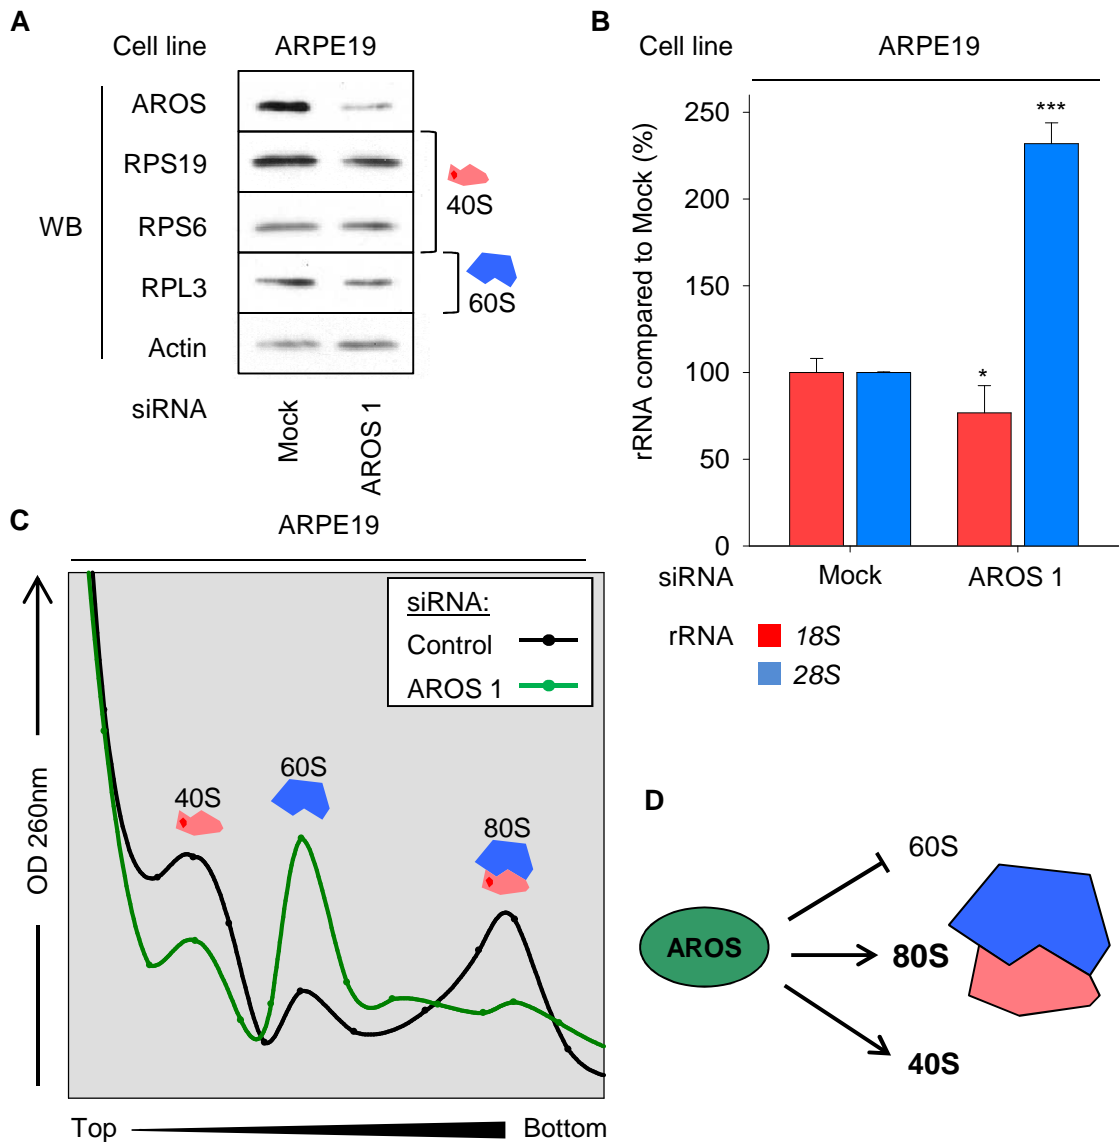 A
Cell line
ARPE19
AROS
RPS19
RPS6
RPL3
Actin
WB
40S
60S
siRNA
Mock
AROS 1
B
Cell line
ARPE19
rRNA compared to Mock (%)
250
200
150
100
50
0
***
*
siRNA
Mock
AROS 1
rRNA
18S
28S
C
ARPE19
OD 260nm
siRNA:
Control
AROS 1
40S
60S
80S
Top
Bottom
D
AROS
60S
80S
40S